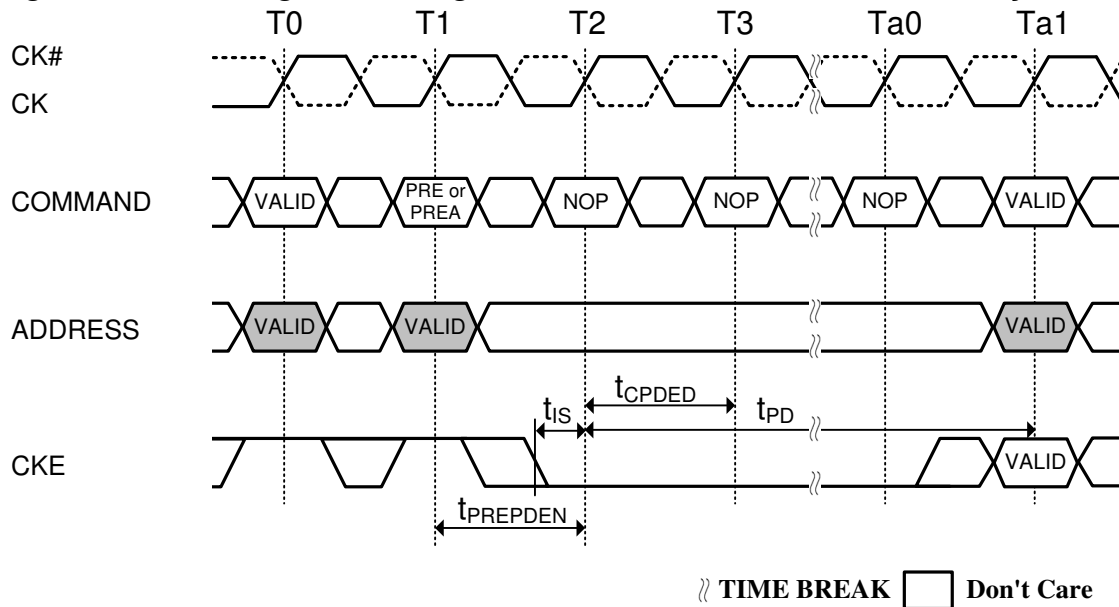 T0 T1 T2 T3 Ta0 Ta1
CK#
CK
COMMAND
VALID
PRE or
PREA
NOP
NOP
NOP
VALID
ADDRESS
VALID
VALID
VALID
tIS
tCPDED
tPD
CKE
VALID
tPREPDEN
TIME BREAK
Don't Care